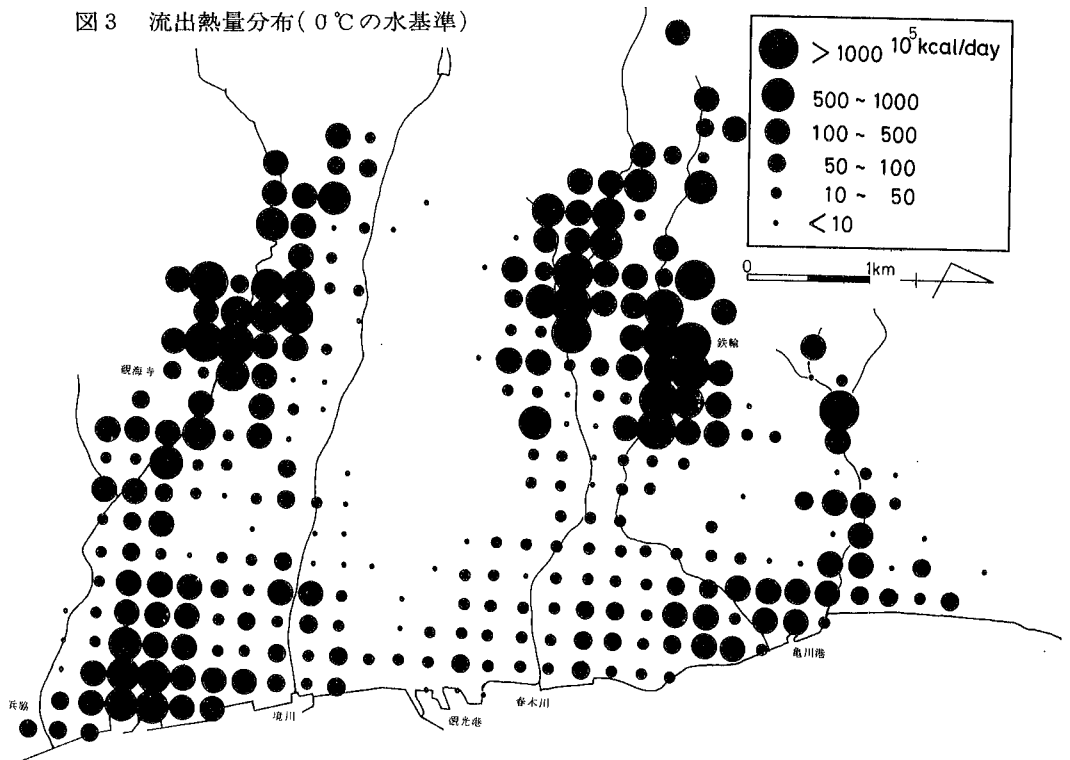 図3 流出熱量分布(0℃の水基準)
>1000 10⁵kcal/day
500~1000
100~ 500
50~ 100
10~ 50
<10
0 1km
鉄輪
観海寺
亀川港
浜脇
境川
観光港
春木川